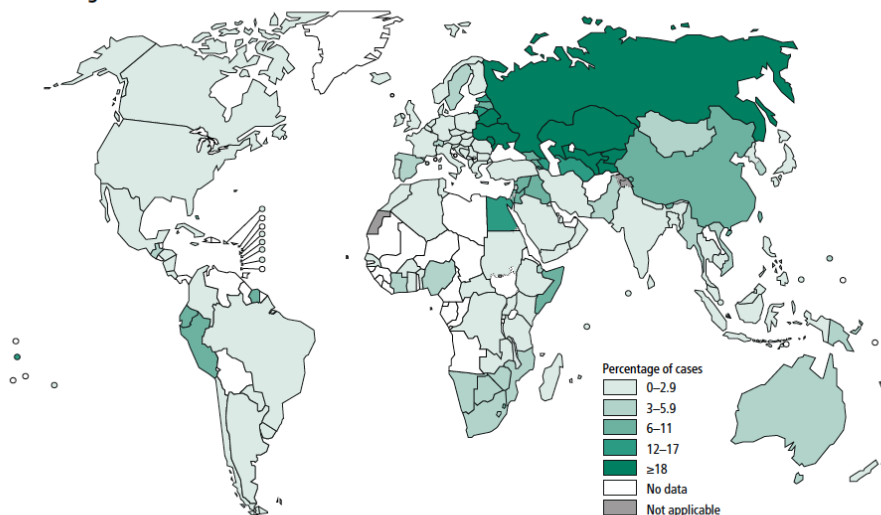 Percentage of cases
0–2.9
3–5.9
6–11
12–17
≥18
No data
Not applicable